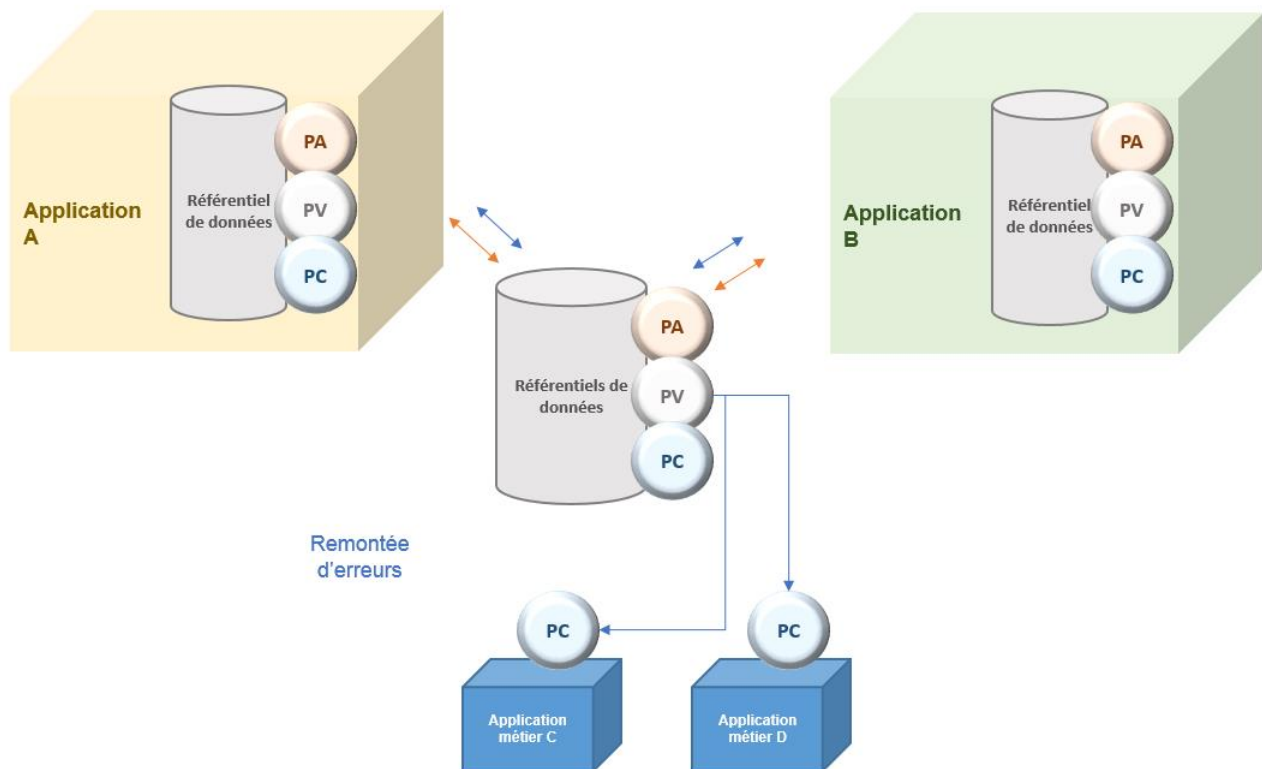 Application
A
Référentiel
de données
PA
PV
PC
Application
B
Référentiel
de données
PA
PV
PC
Référentiels de
données
PA
PV
PC
Remontée
d'erreurs
PC
PC
Application
métier C
Application
métier D